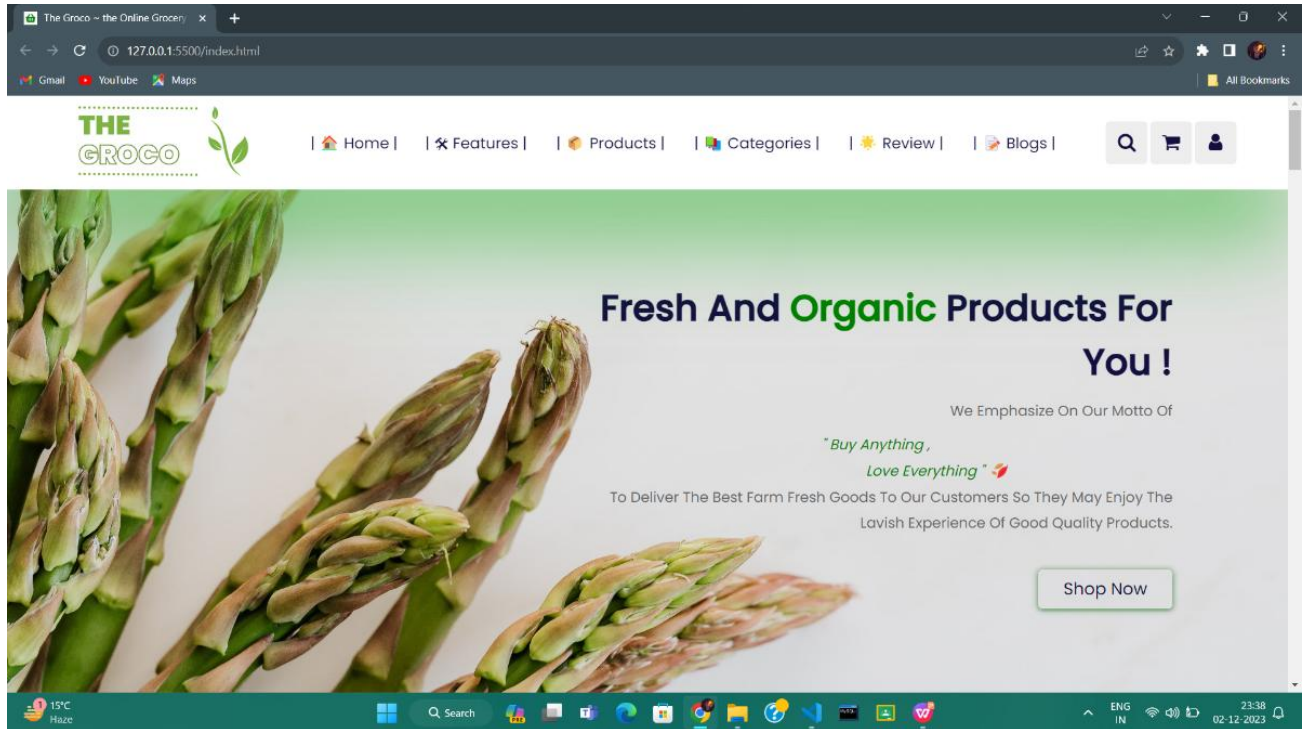 The Groco ~ the Online Grocery
127.0.0.1:5500/index.html
Gmail YouTube Maps All Bookmarks
THE
GROCO
| Home | | Features | | Products | | Categories | | Review | | Blogs |
Fresh And Organic Products For
You !
We Emphasize On Our Motto Of
" Buy Anything ,
Love Everything "
To Deliver The Best Farm Fresh Goods To Our Customers So They May Enjoy The
Lavish Experience Of Good Quality Products.
Shop Now
1 15°C Search PRE ENG 23:38
Haze IN 02-12-2023